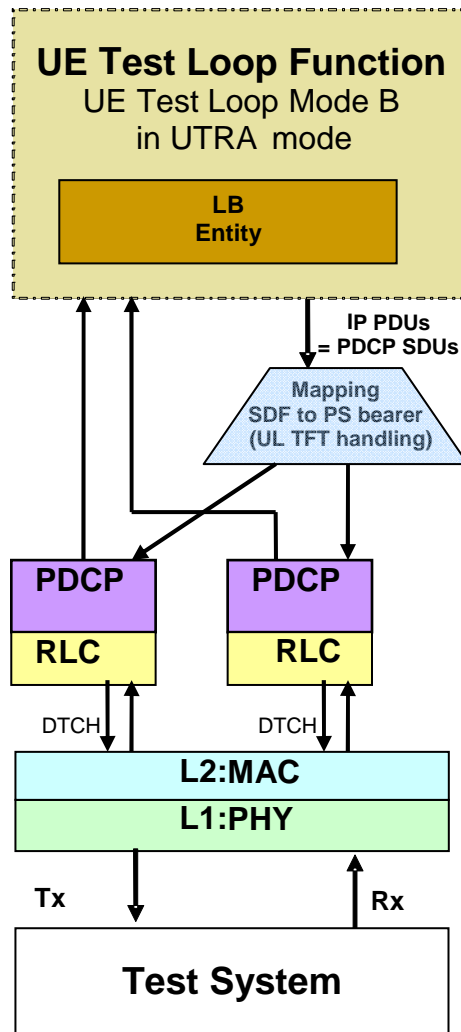 UE Test Loop Function
UE Test Loop Mode B
in UTRA mode
LB
Entity
IP PDUs
= PDCP SDUs
Mapping
SDF to PS bearer
(UL TFT handling)
PDCP
PDCP
RLC
RLC
DTCH
DTCH
L2:MAC
L1:PHY
Tx
Rx
Test System